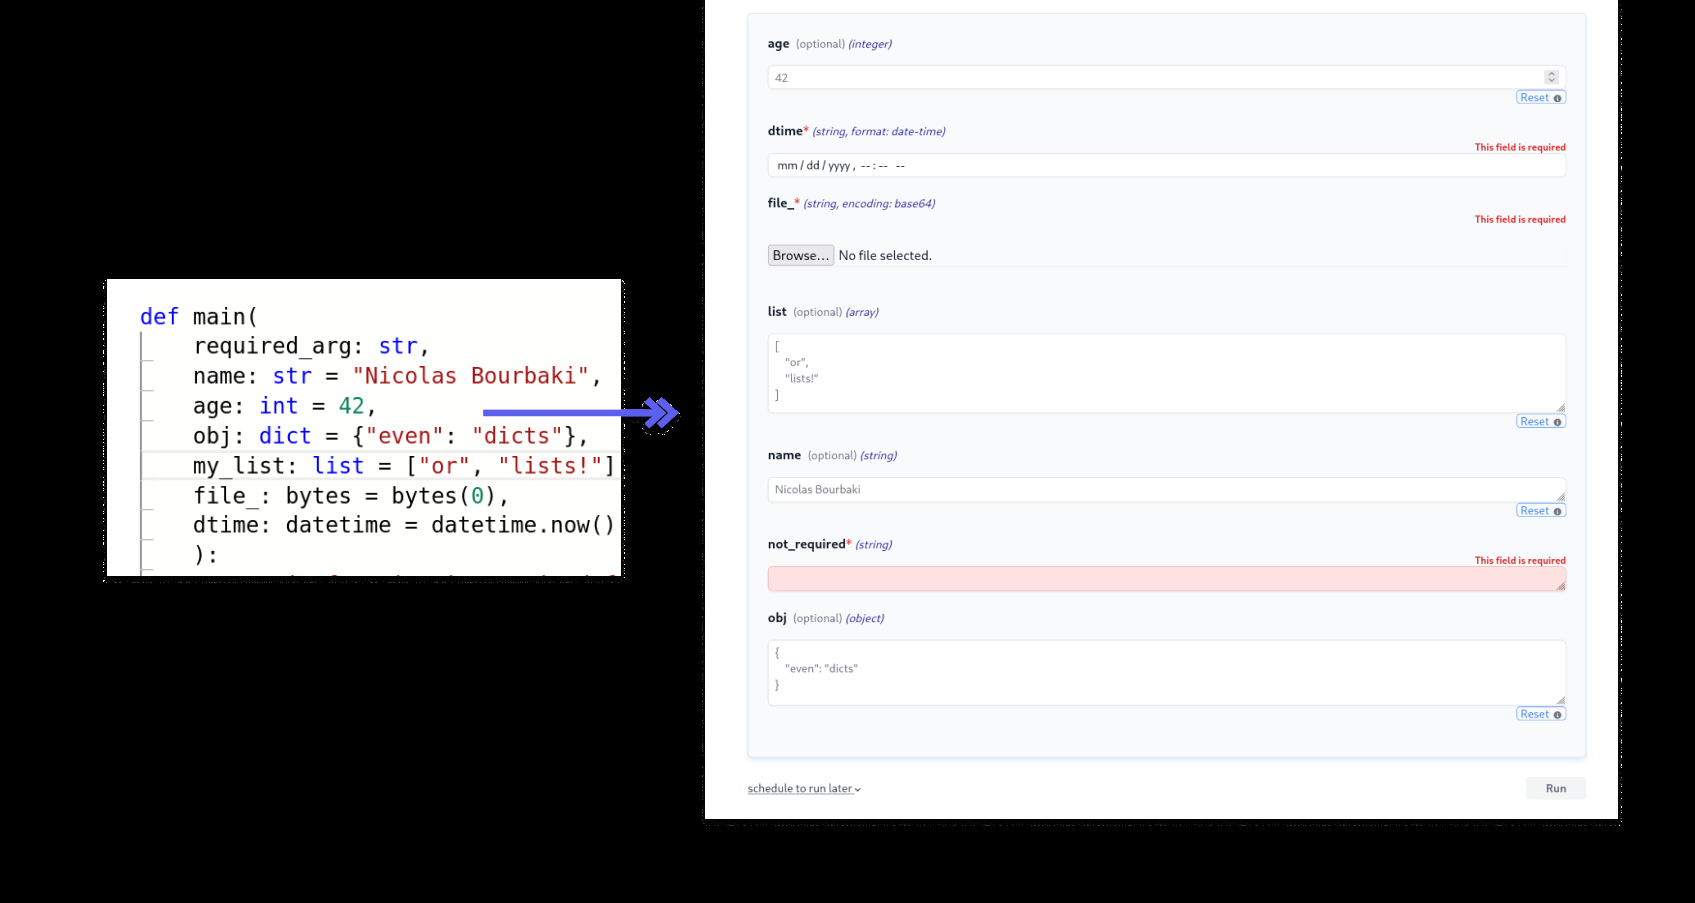 def main(
required_arg: str,
name: str = "Nicolas Bourbaki",
age: int = 42,
obj: dict = {"even": "dicts"},
my_list: list = ["or", "lists!"]
file_: bytes = bytes(0),
dtime: datetime = datetime.now()
):
age (optional) (integer)
42
Reset
dtime* (string, format: date-time)
This field is required
mm / dd / yyyy , -- : -- --
file_* (string, encoding: base64)
This field is required
Browse... No file selected.
list (optional) (array)
[
"or",
"lists!"
]
Reset
name (optional) (string)
Nicolas Bourbaki
Reset
not_required* (string)
This field is required
obj (optional) (object)
{
"even": "dicts"
}
Reset
schedule to run later
Run